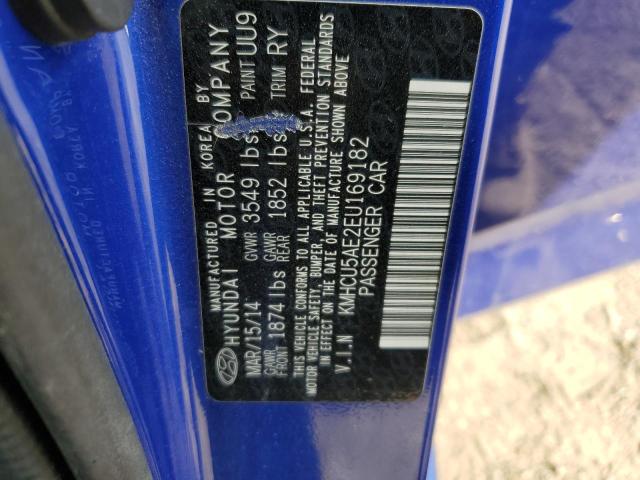 MANUFACTURED IN KOREA BY
HYUNDAI MOTOR COMPANY
MAR/15/14 GVWR 3549 lbs PAINT UU9
GAWR FRONT 1874 lbs GAWR REAR 1852 lbs TRIM RY
THIS VEHICLE CONFORMS TO ALL APPLICABLE U.S.A. FEDERAL
MOTOR VEHICLE SAFETY, BUMPER, AND THEFT PREVENTION STANDARDS
IN EFFECT ON THE DATE OF MANUFACTURE SHOWN ABOVE
V.I.N KMHCU5AE2EU169182
PASSENGER CAR